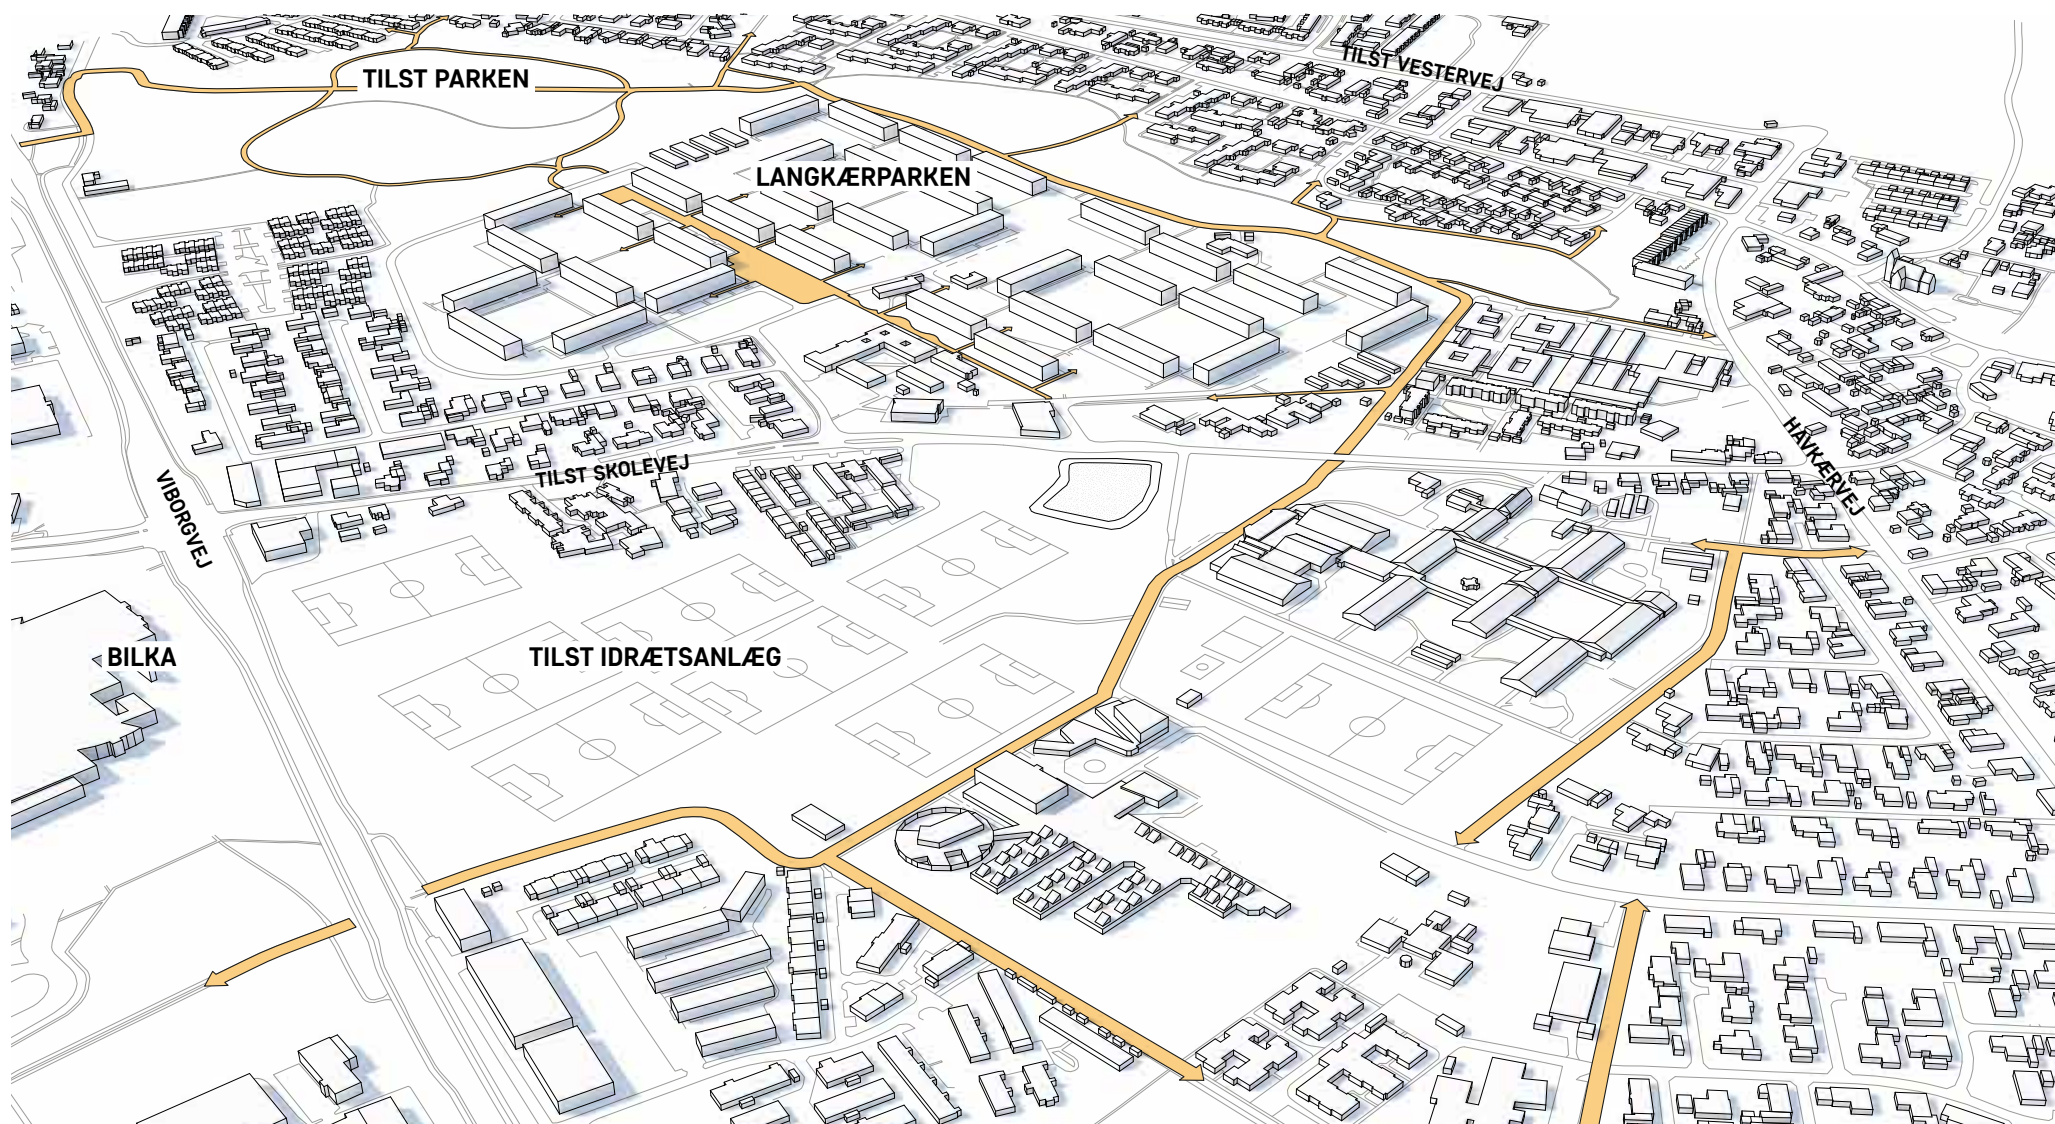 TILST VESTERVEJ
TILST PARKEN
LANGKÆRPARKEN
HAVKÆRVEJ
TILST SKOLEVEJ
VIBORGVEJ
BILKA
TILST IDRÆTSANLÆG